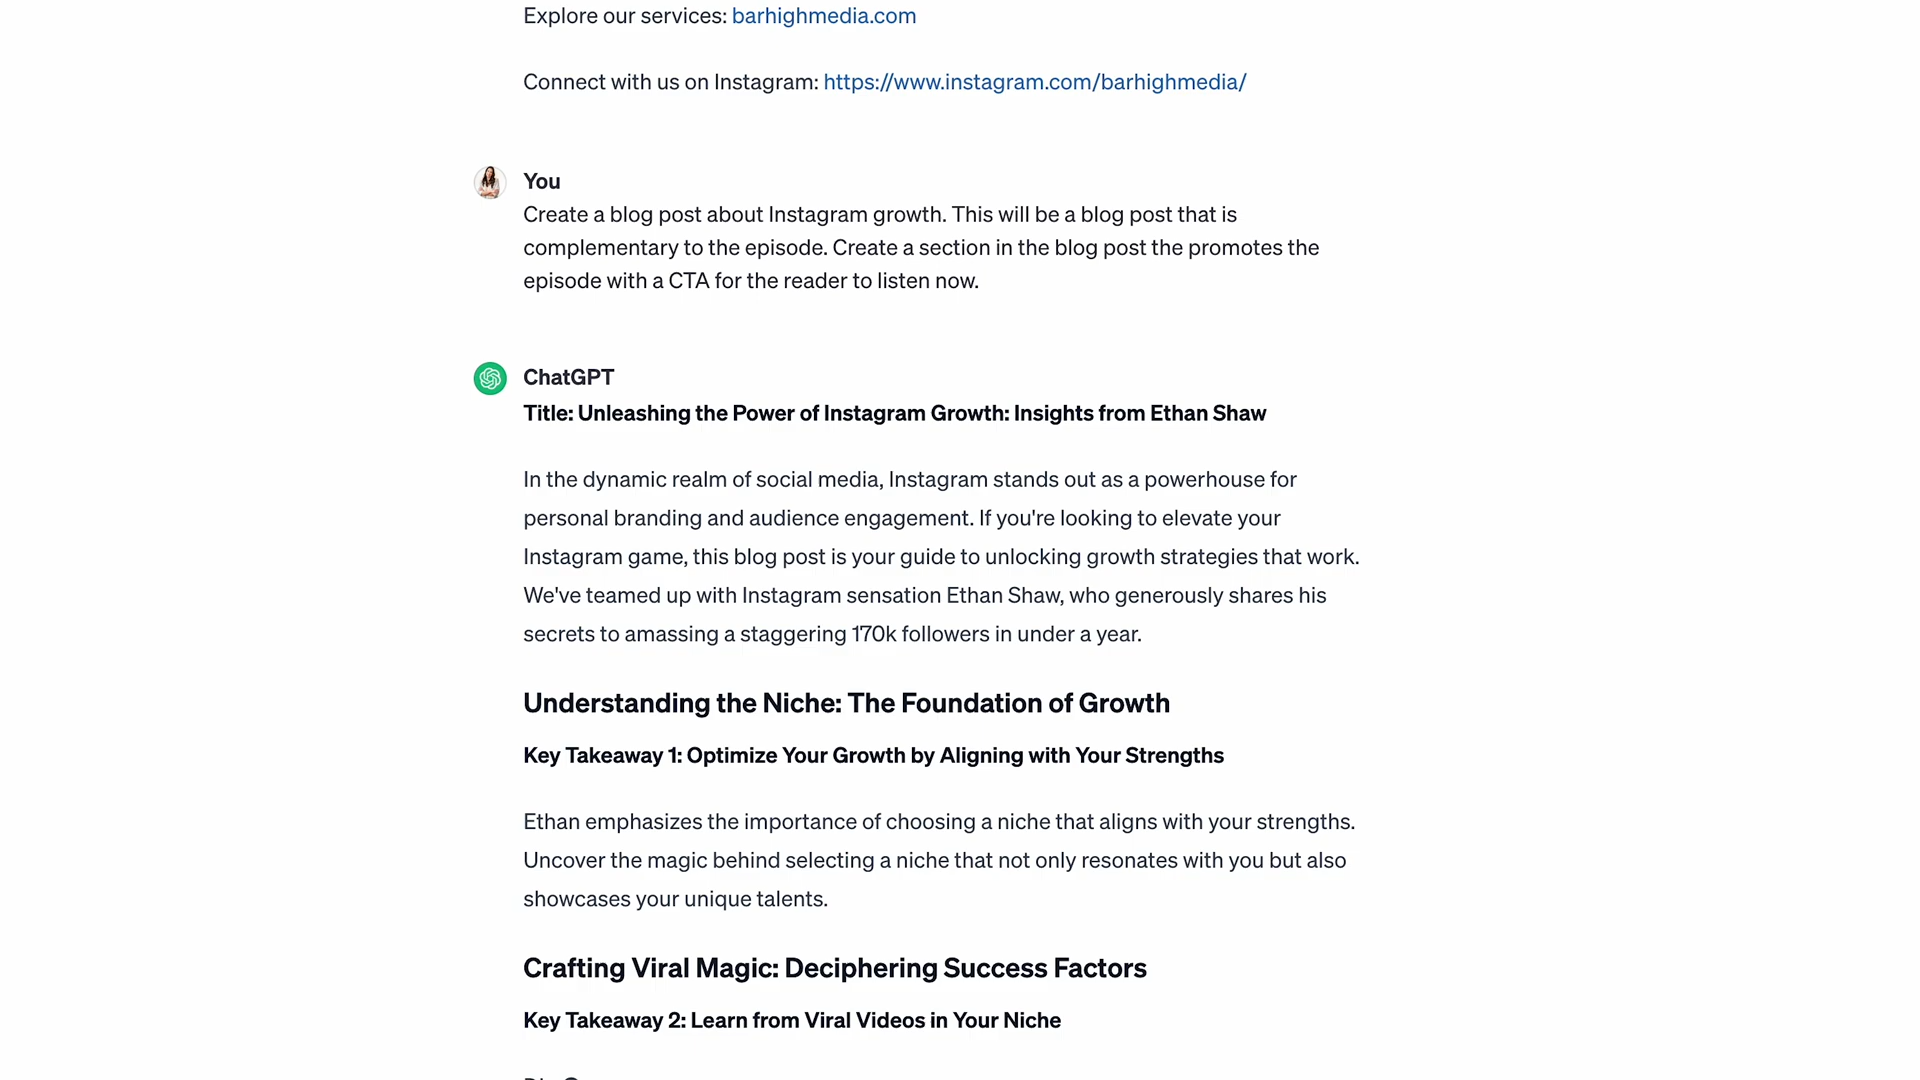 Explore our services: barhighmedia.com
Connect with us on Instagram: https://www.instagram.com/barhighmedia/
You
Create a blog post about Instagram growth. This will be a blog post that is
complementary to the episode. Create a section in the blog post the promotes the
episode with a CTA for the reader to listen now.
ChatGPT
Title: Unleashing the Power of Instagram Growth: Insights from Ethan Shaw
In the dynamic realm of social media, Instagram stands out as a powerhouse for
personal branding and audience engagement. If you're looking to elevate your
Instagram game, this blog post is your guide to unlocking growth strategies that work.
We've teamed up with Instagram sensation Ethan Shaw, who generously shares his
secrets to amassing a staggering 170k followers in under a year.
Understanding the Niche: The Foundation of Growth
Key Takeaway 1: Optimize Your Growth by Aligning with Your Strengths
Ethan emphasizes the importance of choosing a niche that aligns with your strengths.
Uncover the magic behind selecting a niche that not only resonates with you but also
showcases your unique talents.
Crafting Viral Magic: Deciphering Success Factors
Key Takeaway 2: Learn from Viral Videos in Your Niche